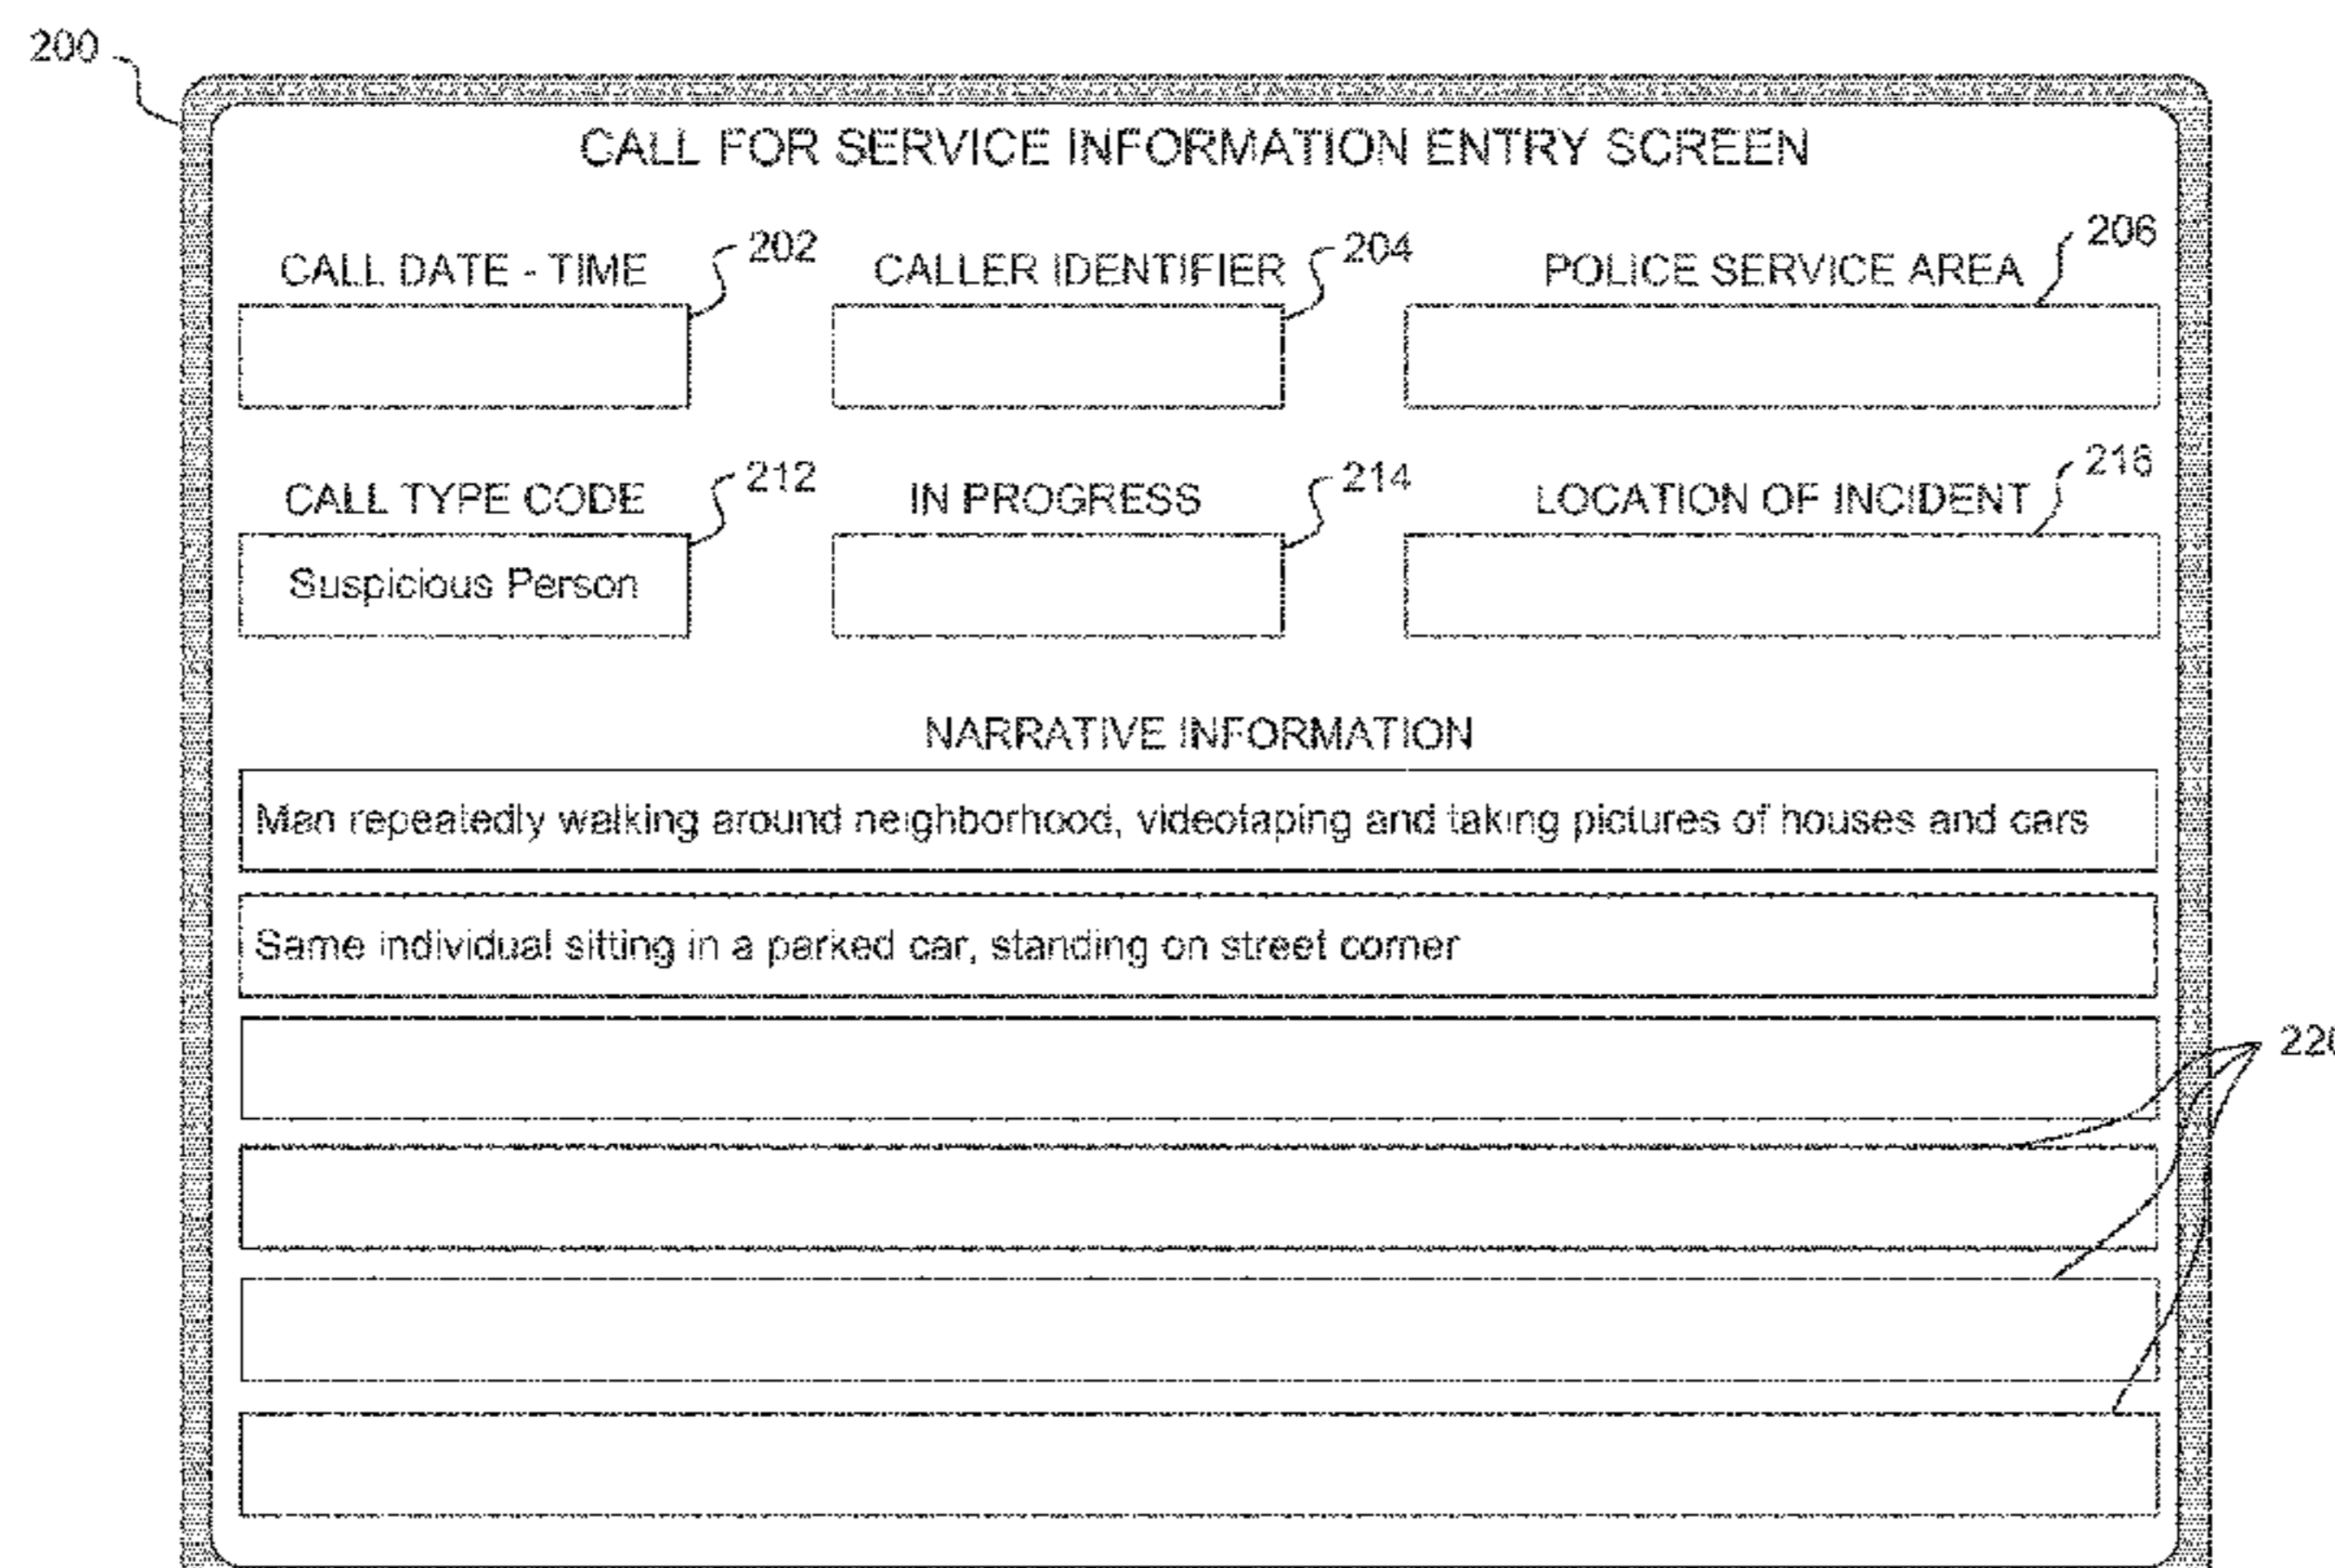 200
CALL FOR SERVICE INFORMATION ENTRY SCREEN
CALL DATE - TIME 202 CALLER IDENTIFIER 204 POLICE SERVICE AREA 206
CALL TYPE CODE 212 IN PROGRESS 214 LOCATION OF INCIDENT 216
Suspicious Person
NARRATIVE INFORMATION
Man repeatedly walking around neighborhood, videotaping and taking pictures of houses and cars
Same individual sitting in a parked car, standing on street corner
220